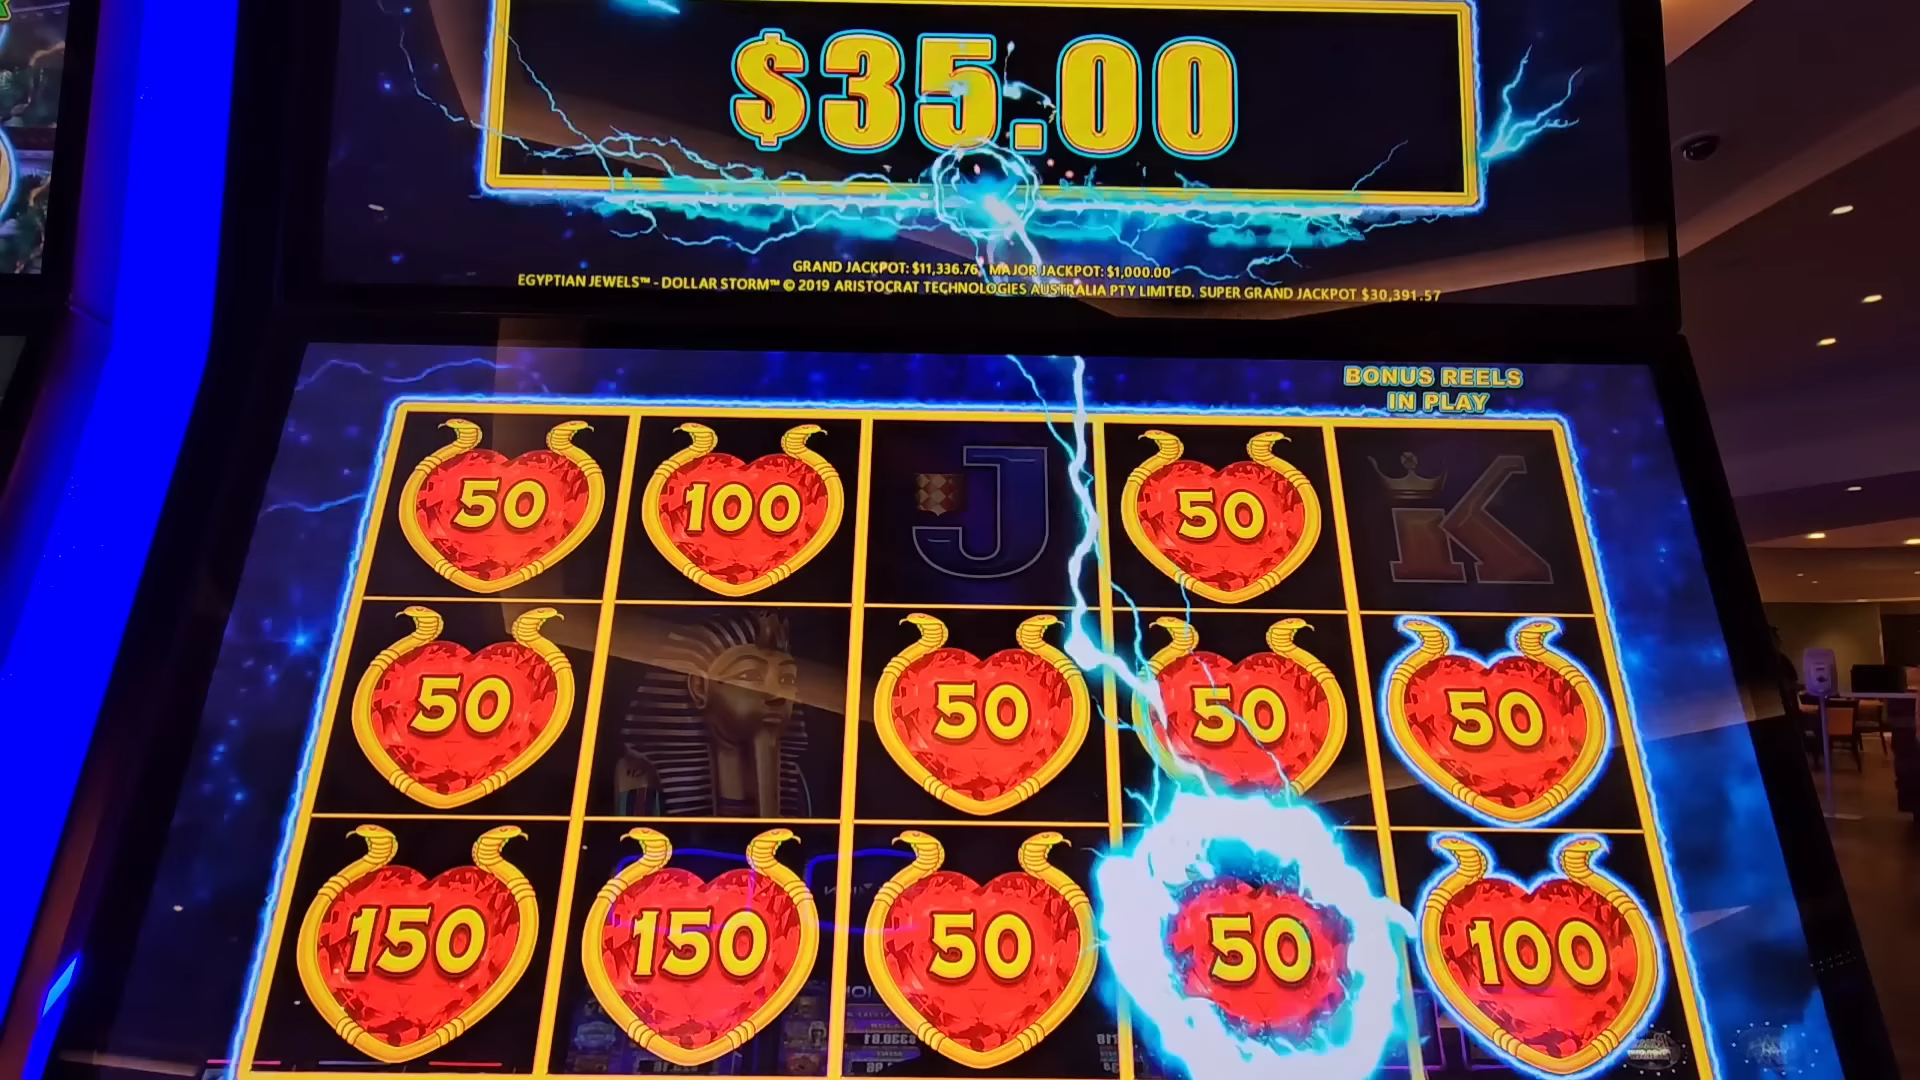 $35.00
GRAND JACKPOT: $11,336.76, MAJOR JACKPOT: $1,000.00
EGYPTIAN JEWELS™ - DOLLAR STORM™ © 2019 ARISTOCRAT TECHNOLOGIES AUSTRALIA PTY LIMITED. SUPER GRAND JACKPOT $30,391.57
BONUS REELS
IN PLAY
50 100 J 50 K
50 50 50 50
150 150 50 50 100